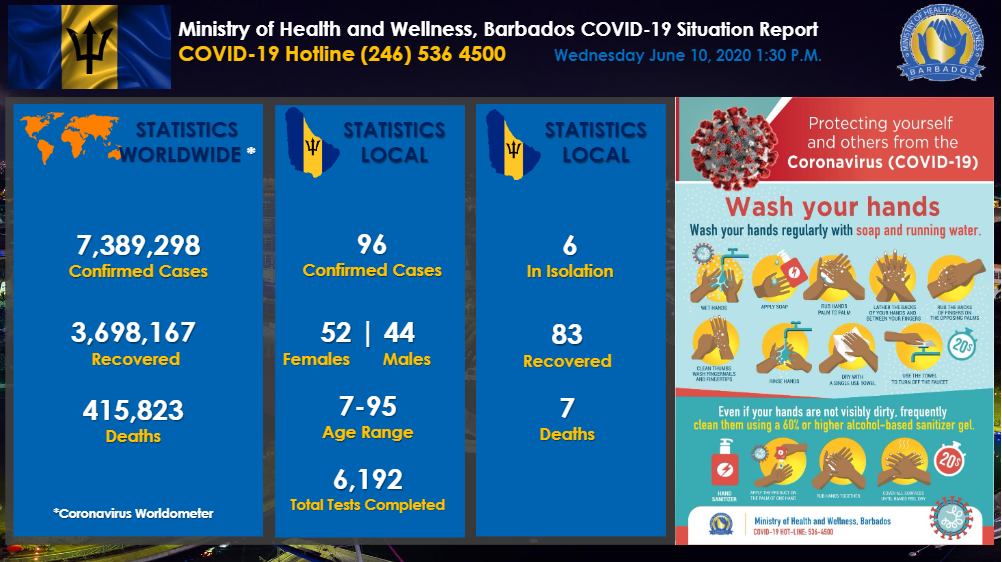 Ministry of Health and Wellness, Barbados COVID-19 Situation Report
COVID-19 Hotline (246) 536 4500
Wednesday June 10, 2020 1:30 P.M.
MINISTRY OF HEALTH AND WELLNESS
BARBADOS
STATISTICS
WORLDWIDE *
7,389,298
Confirmed Cases
3,698,167
Recovered
415,823
Deaths
*Coronavirus Worldometer
STATISTICS
LOCAL
96
Confirmed Cases
52 | 44
Females Males
7-95
Age Range
6,192
Total Tests Completed
STATISTICS
LOCAL
6
In Isolation
83
Recovered
7
Deaths
Protecting yourself
and others from the
Coronavirus (COVID-19)
Wash your hands
Wash your hands regularly with soap and running water.
WET HANDS
APPLY SOAP
RUB HANDS
PALM TO PALM
LATHER THE BACKS
OF YOUR HANDS AND
BETWEEN YOUR FINGERS
RUB THE BACKS
OF FINGERS ON
THE OPPOSING PALMS
CLEAN THUMBS
WASH FINGERNAILS
AND FINGERTIPS
RINSE HANDS
DRY WITH
A SINGLE USE TOWEL
USE THE TOWEL
TO TURN OFF THE FAUCET
20s
Even if your hands are not visibly dirty, frequently
clean them using a 60% or higher alcohol-based sanitizer gel.
HAND
SANITIZER
APPLY THE PRODUCT ON
THE PALM OF ONE HAND
RUB HANDS TOGETHER
COVER ALL SURFACES
UNTIL HANDS FEEL DRY
20s
Ministry of Health and Wellness, Barbados
COVID-19 HOT-LINE: 536-4500